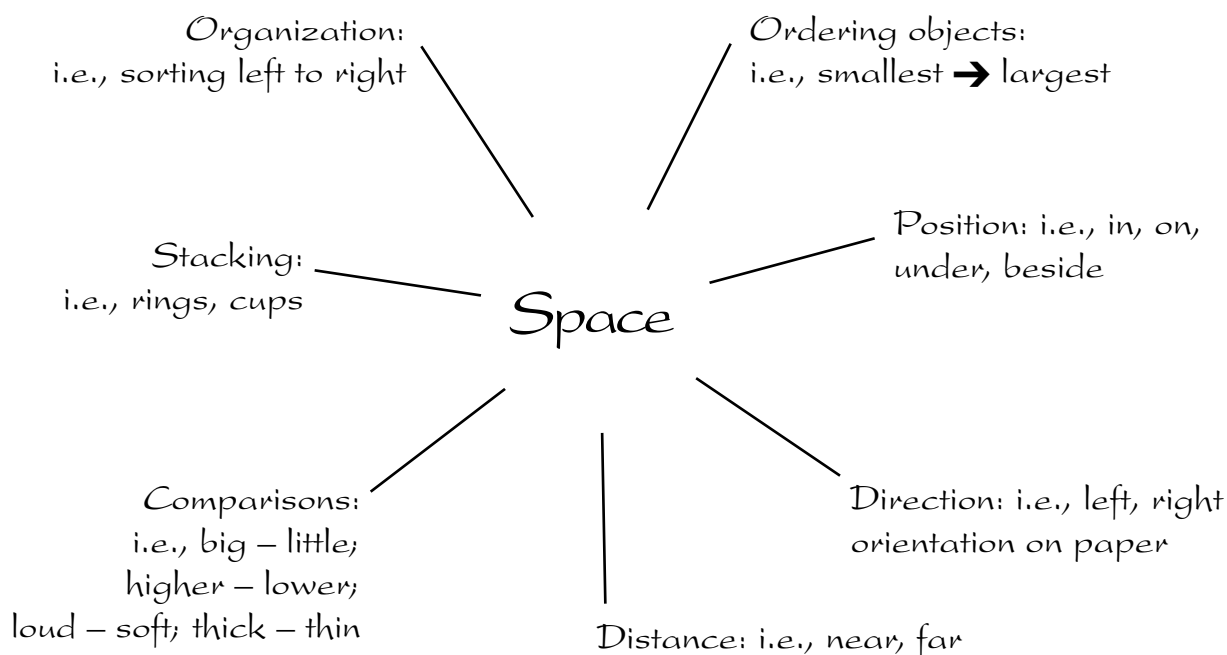 Organization:
i.e., sorting left to right
Ordering objects:
i.e., smallest ➔ largest
Stacking:
i.e., rings, cups
Position: i.e., in, on,
under, beside
Space
Comparisons:
i.e., big – little;
higher – lower;
loud – soft; thick – thin
Direction: i.e., left, right
orientation on paper
Distance: i.e., near, far